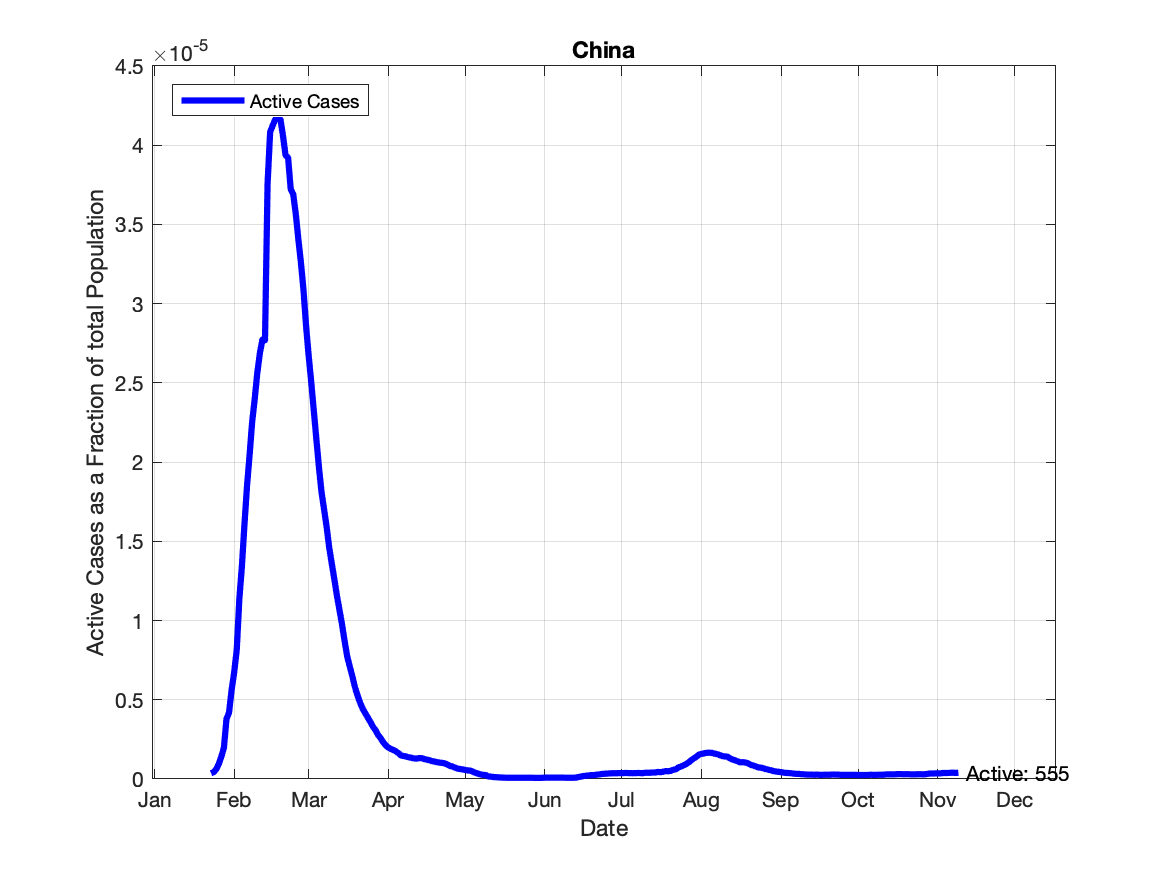 China
×10-5
4.5
4
3.5
3
2.5
2
1.5
1
0.5
0
Active Cases
Active Cases as a Fraction of total Population
Active: 555
Jan Feb Mar Apr May Jun Jul Aug Sep Oct Nov Dec
Date